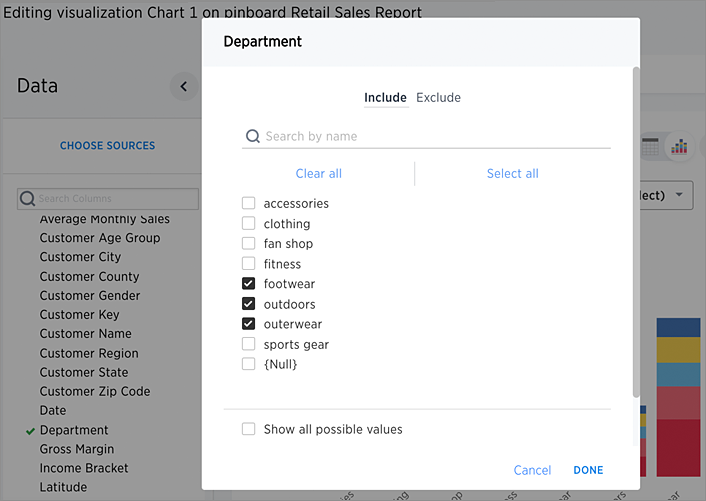 Editing visualization Chart 1 on pinboard Retail Sales Report
Data
CHOOSE SOURCES
Search Columns
Average Monthly Sales
Customer Age Group
Customer City
Customer County
Customer Gender
Customer Key
Customer Name
Customer Region
Customer State
Customer Zip Code
Date
Department
Gross Margin
Income Bracket
Latitude
Department
Include Exclude
Search by name
Clear all Select all
accessories
clothing
fan shop
fitness
footwear
outdoors
outerwear
sports gear
{Null}
Show all possible values
Cancel DONE